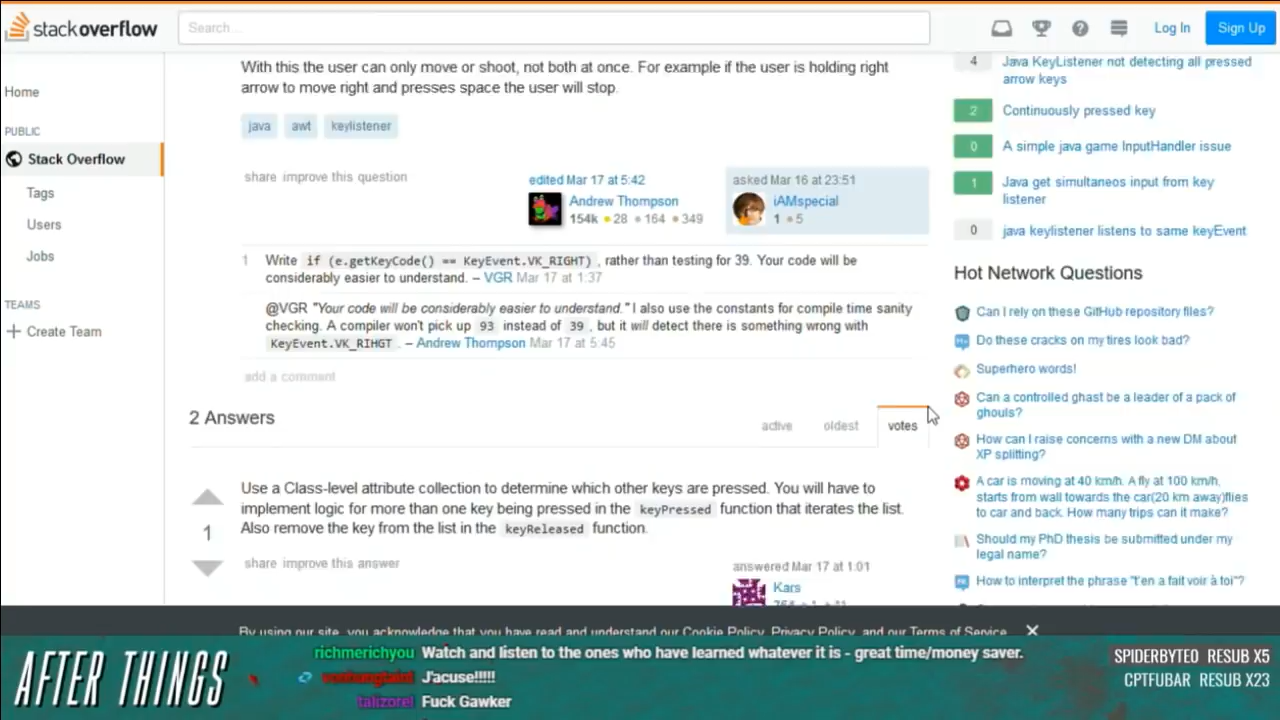 stackoverflow
Search...
Log In
Sign Up
Home
PUBLIC
Stack Overflow
Tags
Users
Jobs
TEAMS
Create Team
With this the user can only move or shoot, not both at once. For example if the user is holding right
arrow to move right and presses space the user will stop.
java awt keylistener
share improve this question
edited Mar 17 at 5:42
Andrew Thompson
154k 28 164 349
asked Mar 16 at 23:51
iAMspecial
1 5
1 Write if (e.getKeyCode() == KeyEvent.VK_RIGHT) , rather than testing for 39. Your code will be
considerably easier to understand. – VGR Mar 17 at 1:37
@VGR "Your code will be considerably easier to understand." I also use the constants for compile time sanity
checking. A compiler won't pick up 93 instead of 39, but it will detect there is something wrong with
KeyEvent.VK_RIHGT . – Andrew Thompson Mar 17 at 5:45
add a comment
2 Answers
active oldest votes
1
Use a Class-level attribute collection to determine which other keys are pressed. You will have to
implement logic for more than one key being pressed in the keyPressed function that iterates the list.
Also remove the key from the list in the keyReleased function.
share improve this answer
answered Mar 17 at 1:01
Kars
4 Java KeyListener not detecting all pressed
arrow keys
2 Continuously pressed key
0 A simple java game InputHandler issue
1 Java get simultaneos input from key
listener
0 java keylistener listens to same keyEvent
Hot Network Questions
Can I rely on these GitHub repository files?
Do these cracks on my tires look bad?
Superhero words!
Can a controlled ghast be a leader of a pack of
ghouls?
How can I raise concerns with a new DM about
XP splitting?
A car is moving at 40 km/h. A fly at 100 km/h,
starts from wall towards the car(20 km away)flies
to car and back. How many trips can it make?
Should my PhD thesis be submitted under my
legal name?
How to interpret the phrase "t'en a fait voir à toi"?
By using our site, you acknowledge that you have read and understand our Cookie Policy, Privacy Policy, and our Terms of Service.
AFTER THINGS
richmerichyou Watch and listen to the ones who have learned whatever it is - great time/money saver.
J'acuse!!!!!
talizorel Fuck Gawker
SPIDERBYTE0 RESUB X5
CPTFUBAR RESUB X23